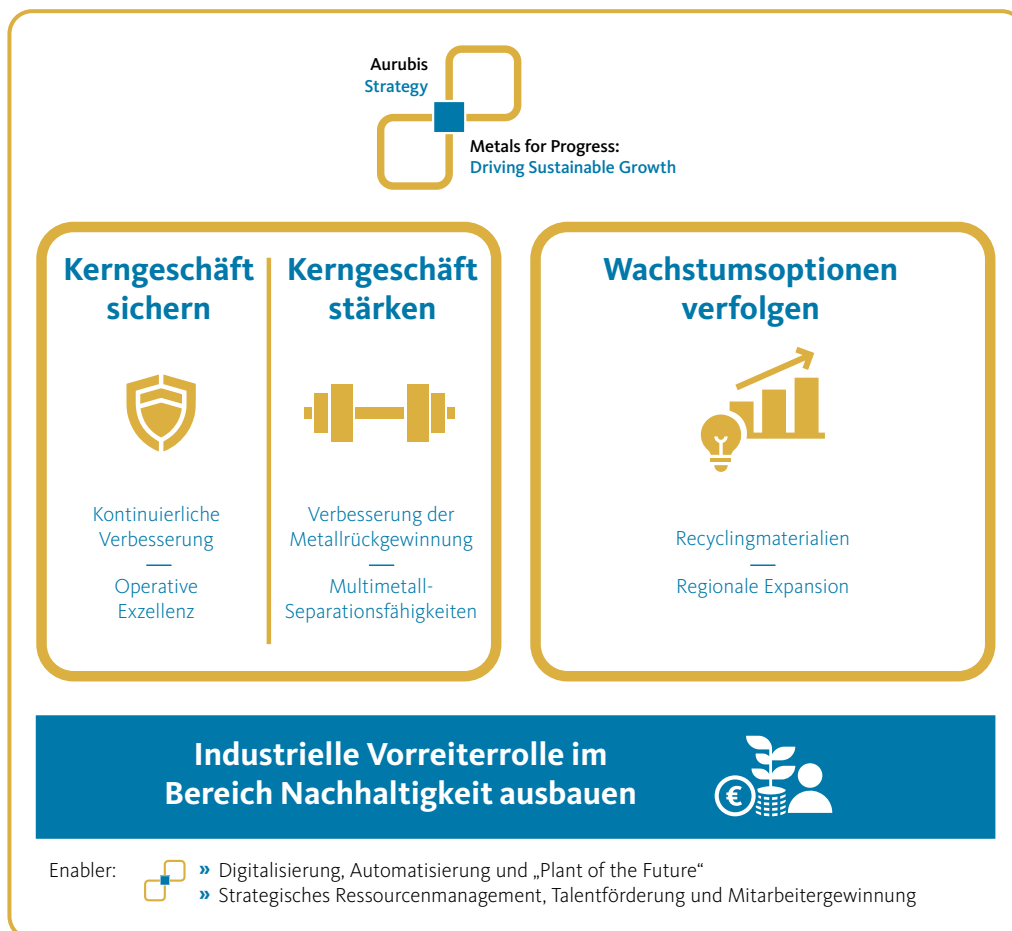 Aurubis
Strategy
Metals for Progress:
Driving Sustainable Growth
Kerngeschäft
sichern
Kontinuierliche
Verbesserung
Operative
Exzellenz
Kerngeschäft
stärken
Verbesserung der
Metallrückgewinnung
Multimetall-
Separationsfähigkeiten
Wachstumsoptionen
verfolgen
Recyclingmaterialien
Regionale Expansion
Industrielle Vorreiterrolle im
Bereich Nachhaltigkeit ausbauen
€
Enabler:
» Digitalisierung, Automatisierung und „Plant of the Future“
» Strategisches Ressourcenmanagement, Talentförderung und Mitarbeitergewinnung